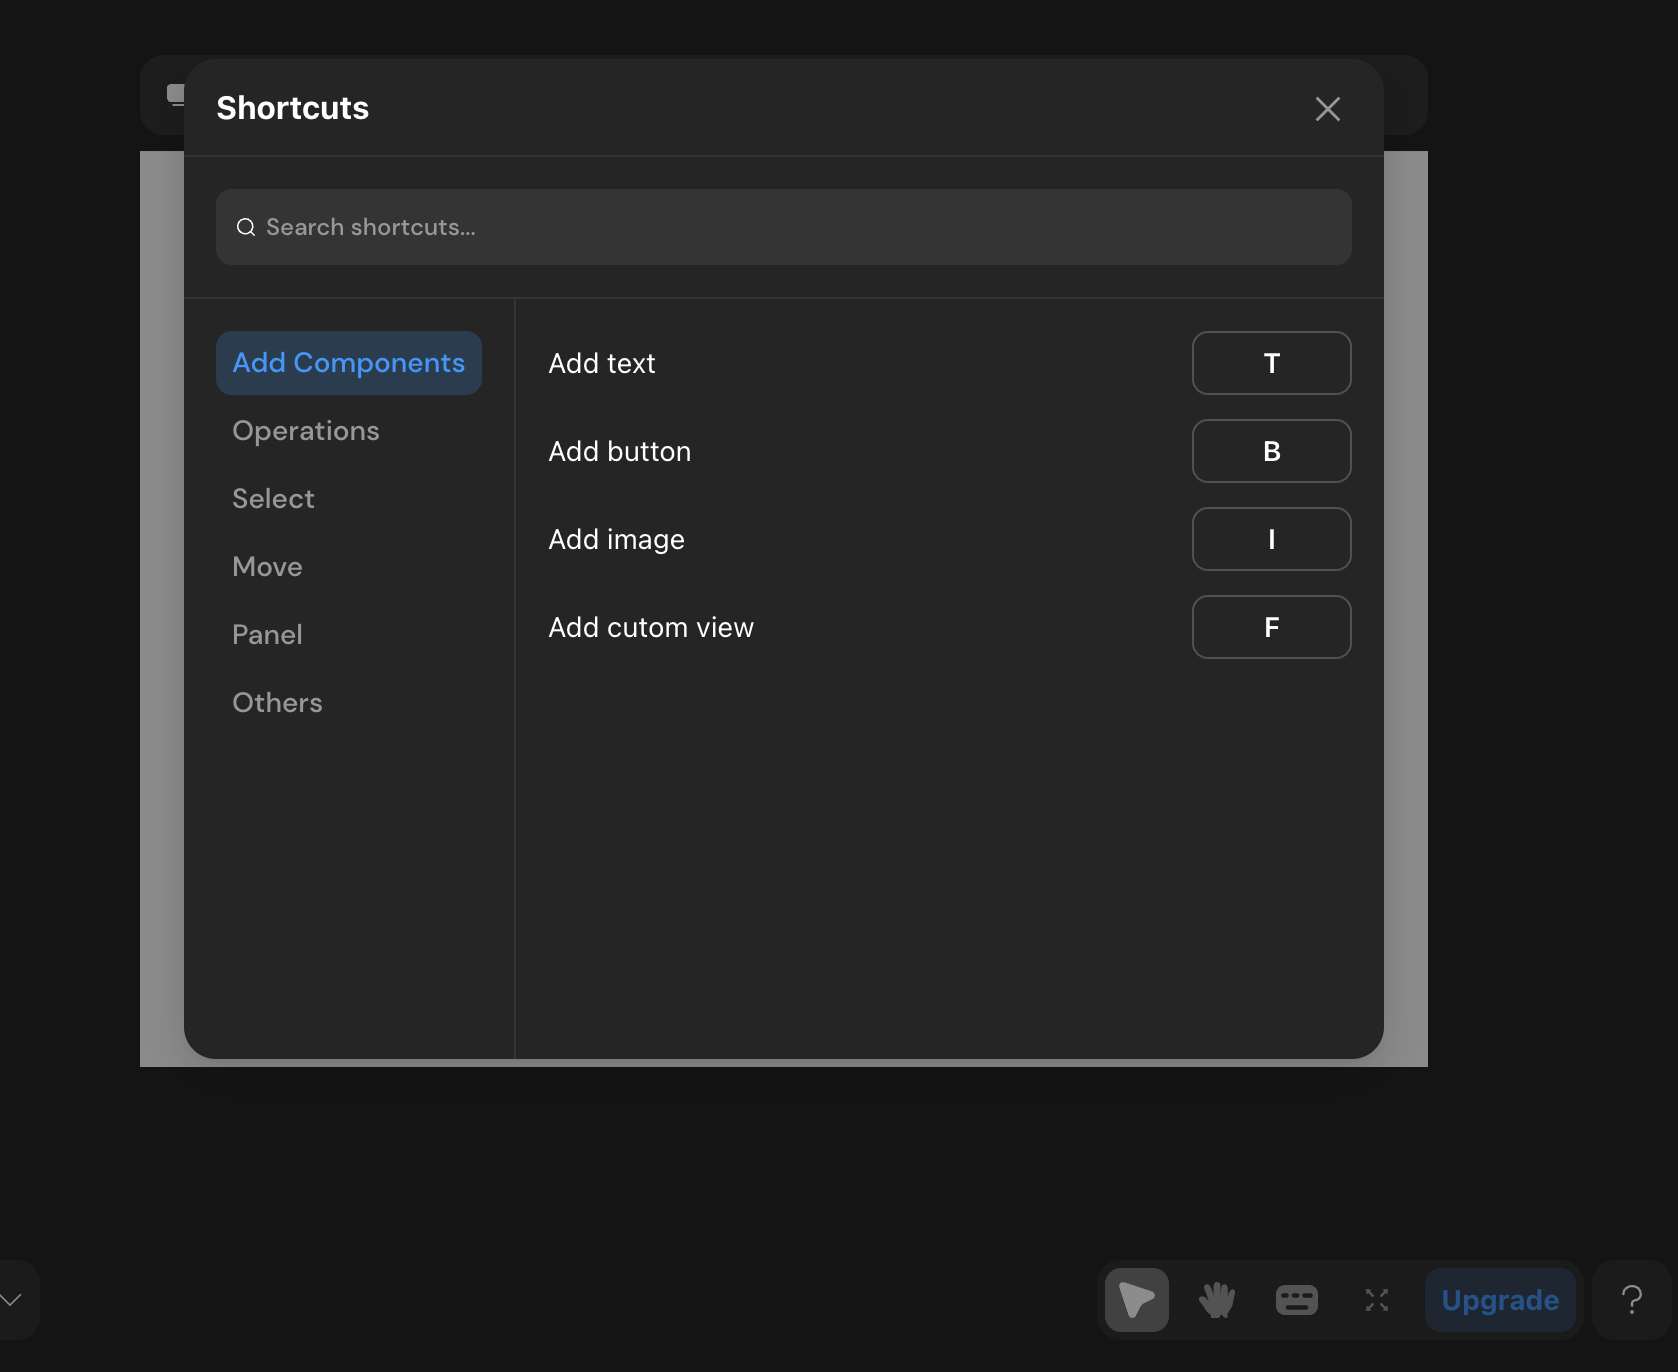 Shortcuts
Search shortcuts...
Add Components
Operations
Select
Move
Panel
Others
Add text T
Add button B
Add image I
Add cutom view F
Upgrade
?